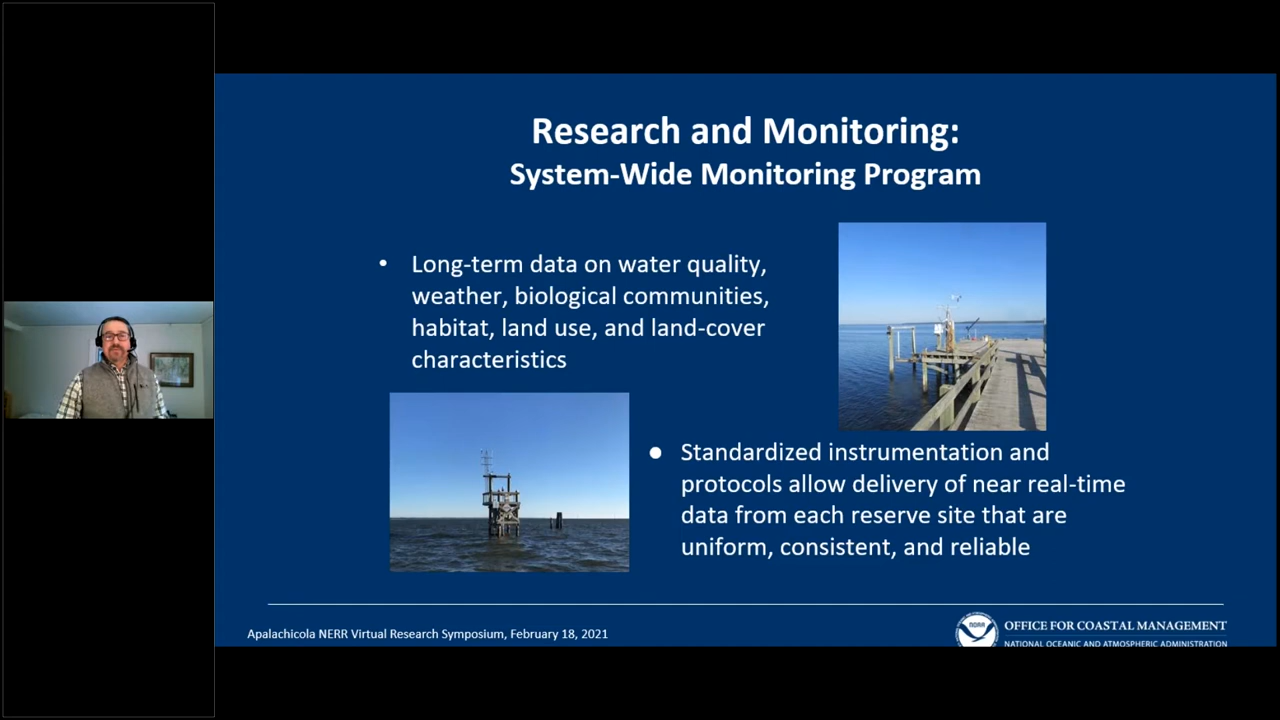 Research and Monitoring:
System-Wide Monitoring Program
• Long-term data on water quality,
weather, biological communities,
habitat, land use, and land-cover
characteristics
● Standardized instrumentation and
protocols allow delivery of near real-time
data from each reserve site that are
uniform, consistent, and reliable
Apalachicola NERR Virtual Research Symposium, February 18, 2021
NOAA
OFFICE FOR COASTAL MANAGEMENT
NATIONAL OCEANIC AND ATMOSPHERIC ADMINISTRATION